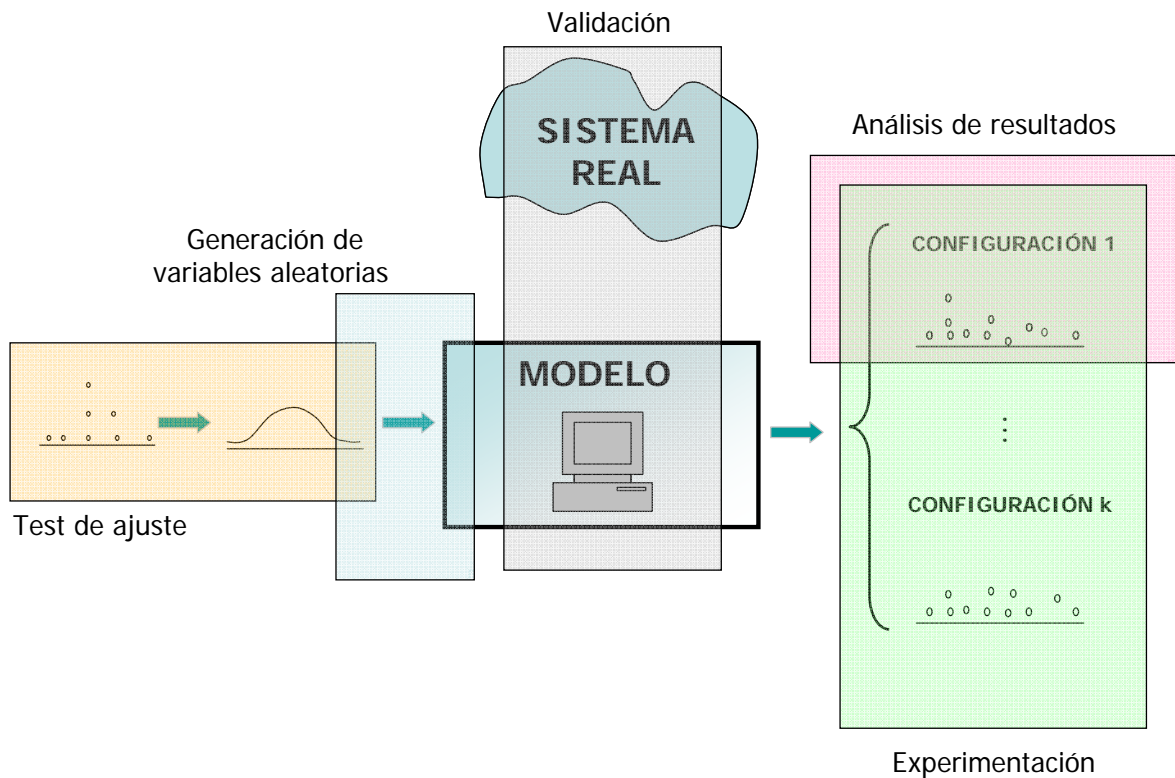 Validación
SISTEMA
REAL
Análisis de resultados
Generación de
variables aleatorias
CONFIGURACIÓN 1
MODELO
CONFIGURACIÓN k
Test de ajuste
Experimentación